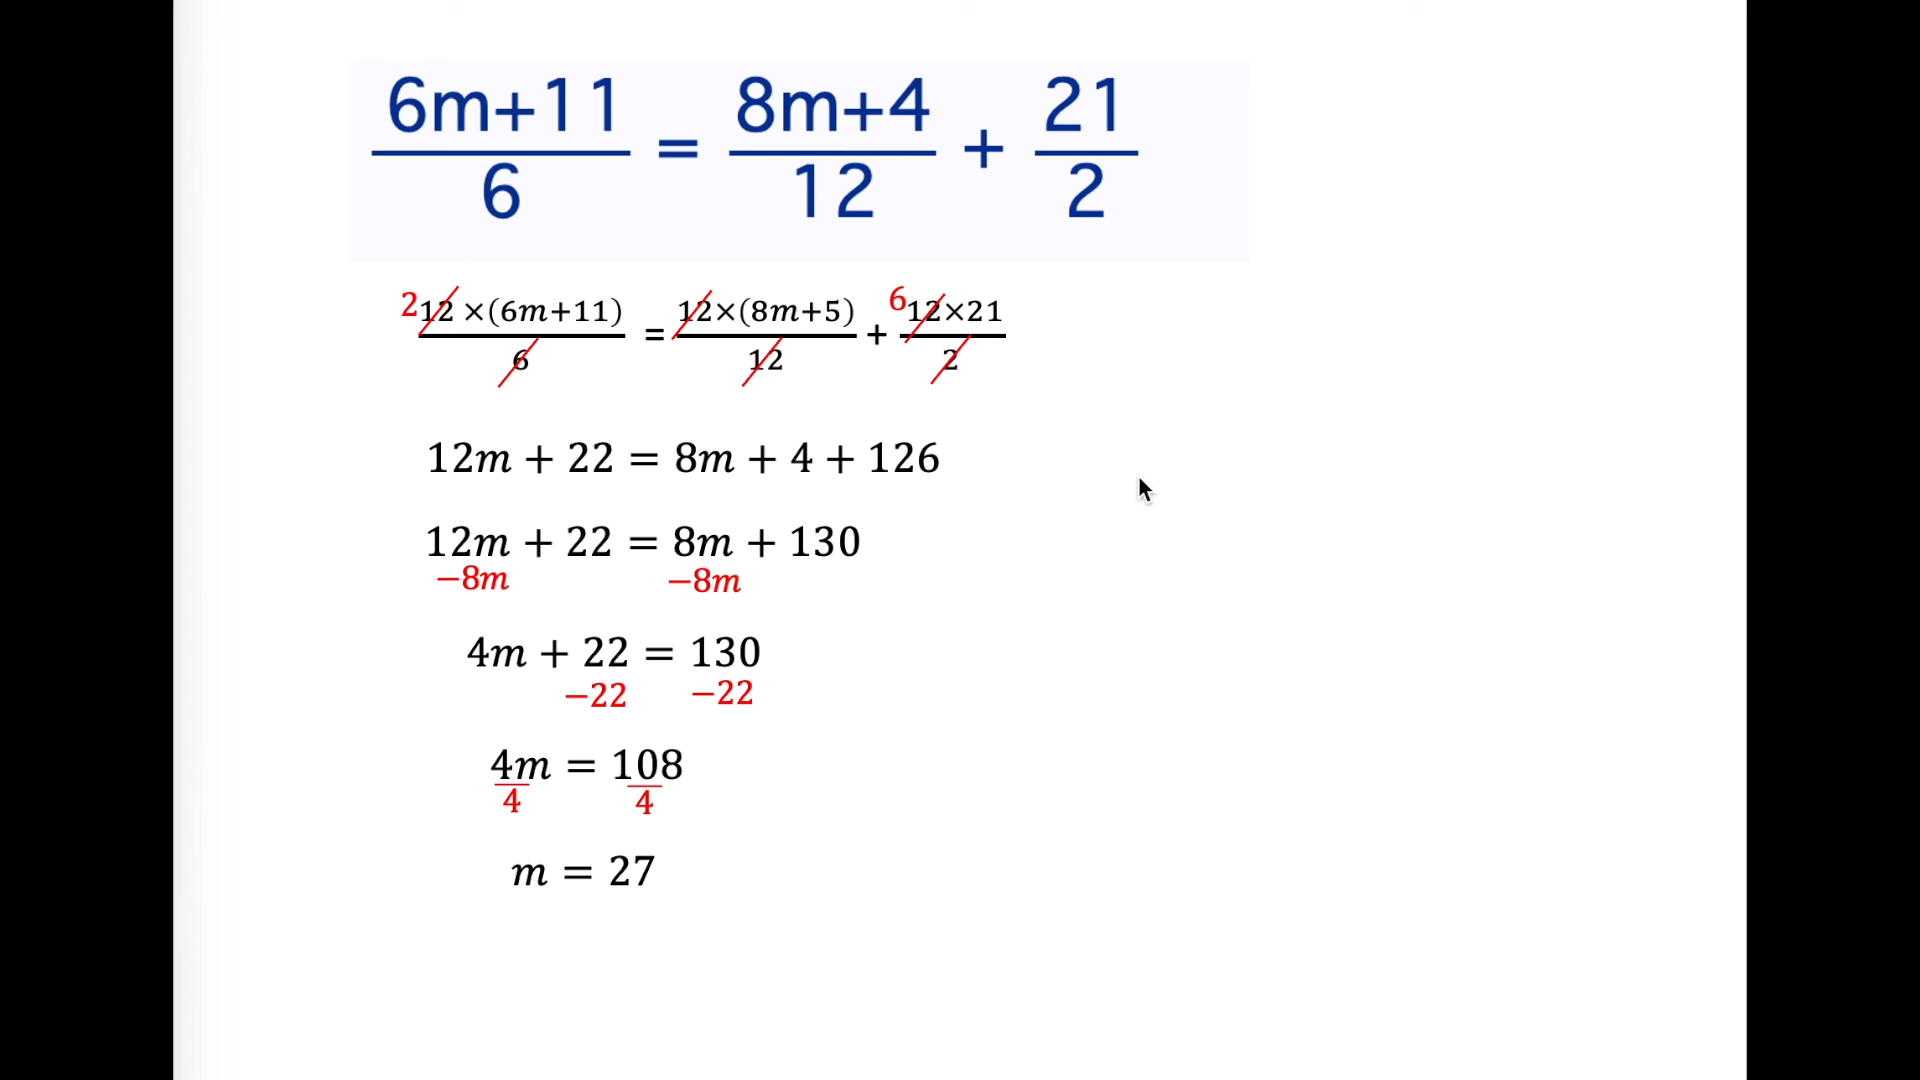 6m+11/6 = 8m+4/12 + 21/2
2 12 ×(6m+11)/6 = 12×(8m+5)/12 + 6 12×21/2
12m + 22 = 8m + 4 + 126
12m + 22 = 8m + 130
−8m −8m
4m + 22 = 130
−22 −22
4m = 108
4 4
m = 27